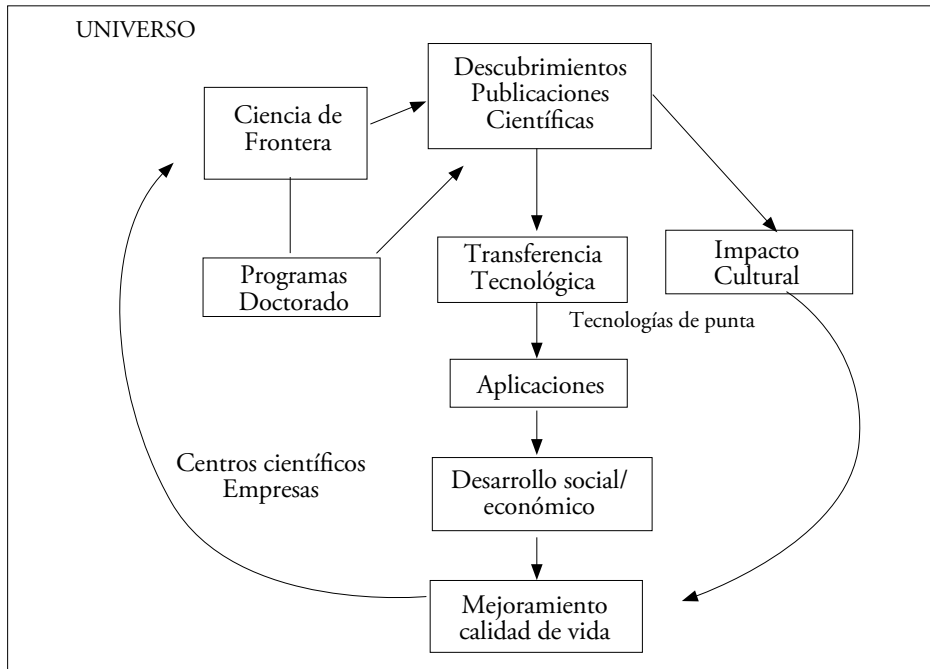 UNIVERSO
Descubrimientos
Publicaciones
Científicas
Ciencia de
Frontera
Programas
Doctorado
Transferencia
Tecnológica
Impacto
Cultural
Tecnologías de punta
Aplicaciones
Centros científicos
Empresas
Desarrollo social/
económico
Mejoramiento
calidad de vida